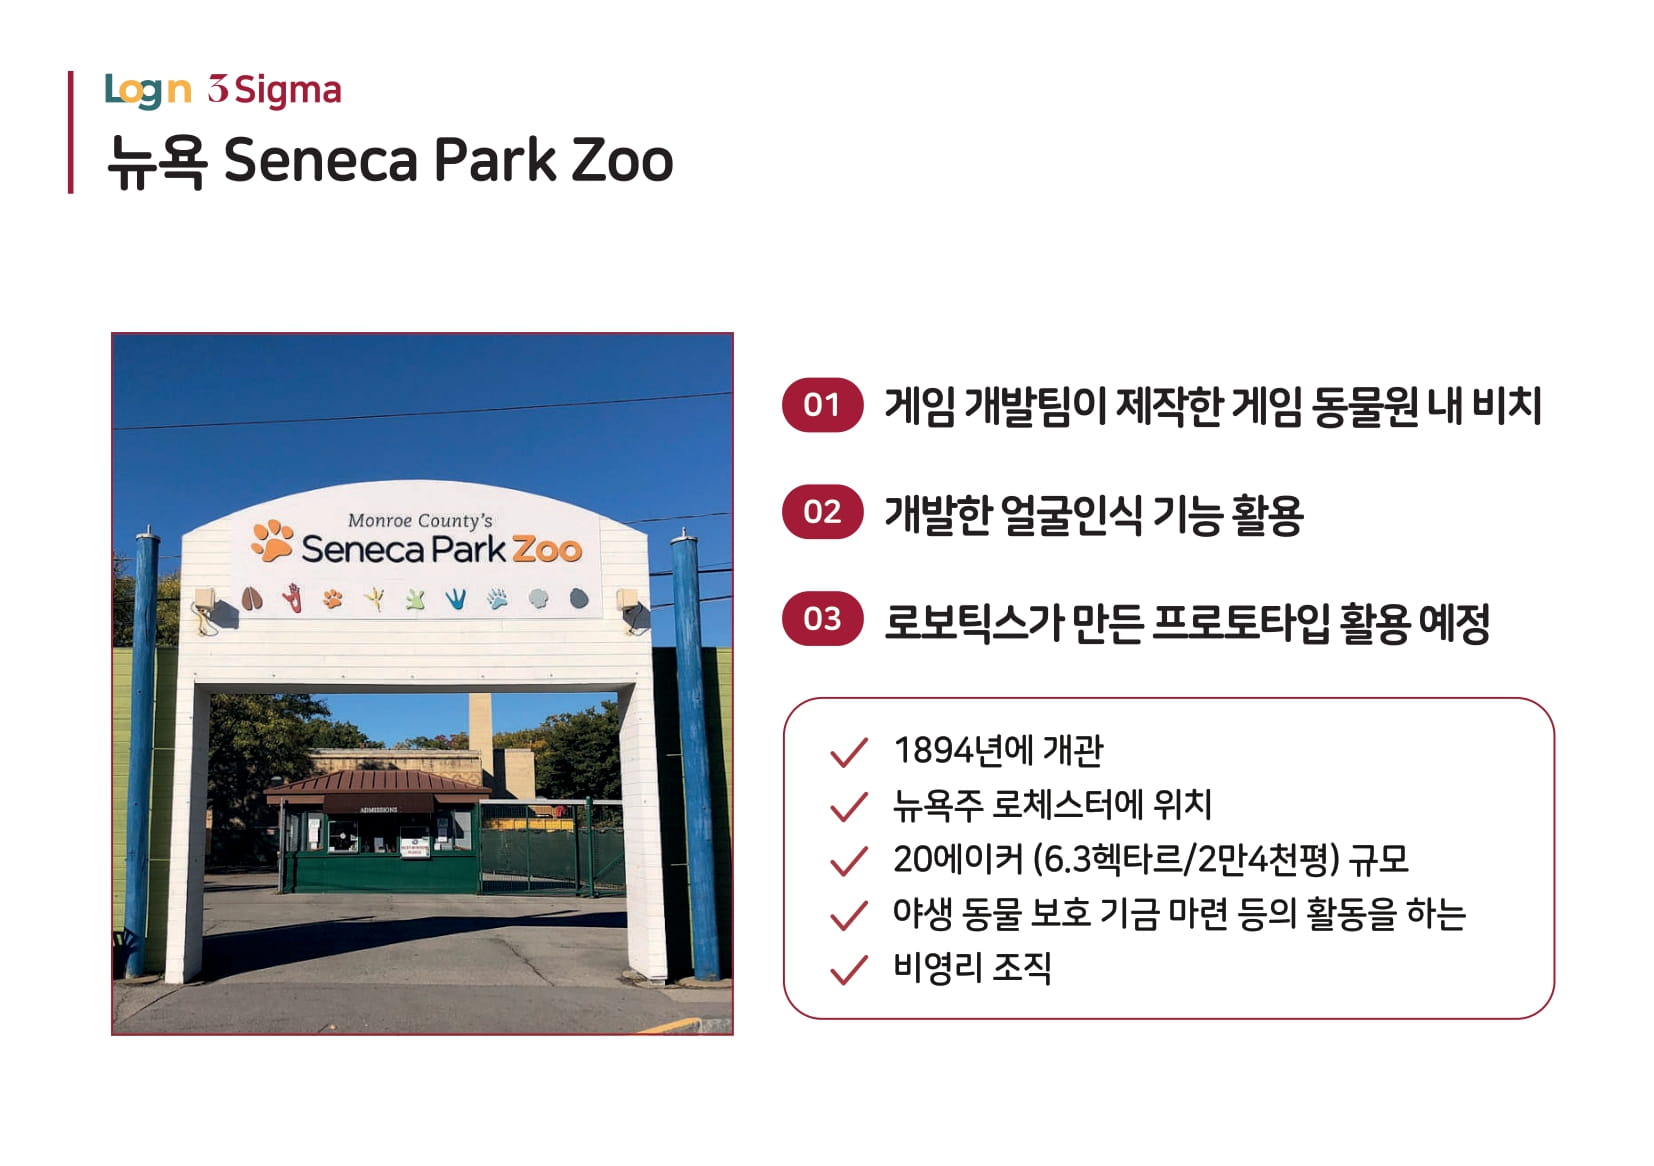 Login 3 Sigma
뉴욕 Seneca Park Zoo
Monroe County's
Seneca Park Zoo
ADMISSIONS
01 게임 개발팀이 제작한 게임 동물원 내 비치
02 개발한 얼굴인식 기능 활용
03 로보틱스가 만든 프로토타입 활용 예정
1894년에 개관
뉴욕주 로체스터에 위치
20에이커 (6.3헥타르/2만4천평) 규모
야생 동물 보호 기금 마련 등의 활동을 하는
비영리 조직